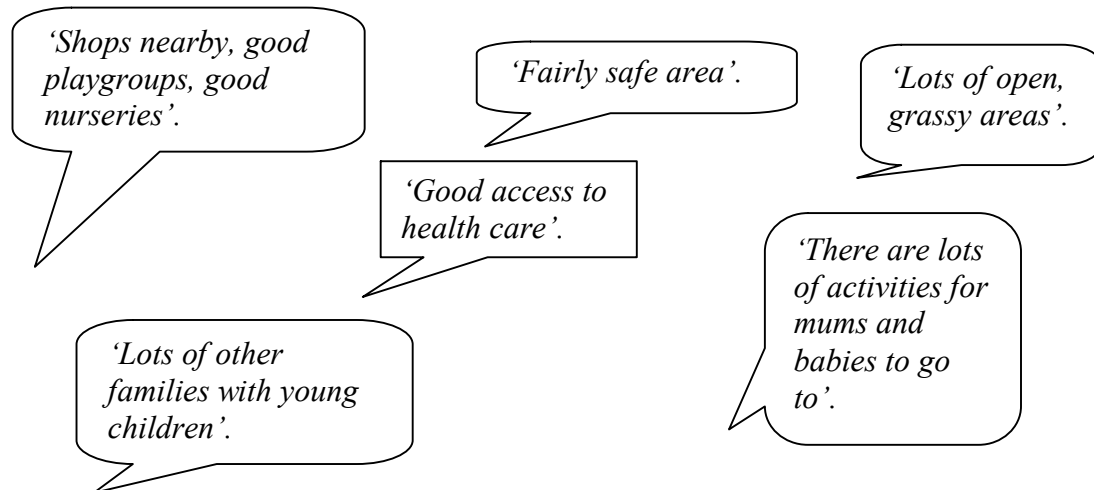 ‘Shops nearby, good
playgroups, good
nurseries’.
‘Fairly safe area’.
‘Lots of open,
grassy areas’.
‘Good access to
health care’.
‘There are lots
of activities for
mums and
babies to go
to’.
‘Lots of other
families with young
children’.